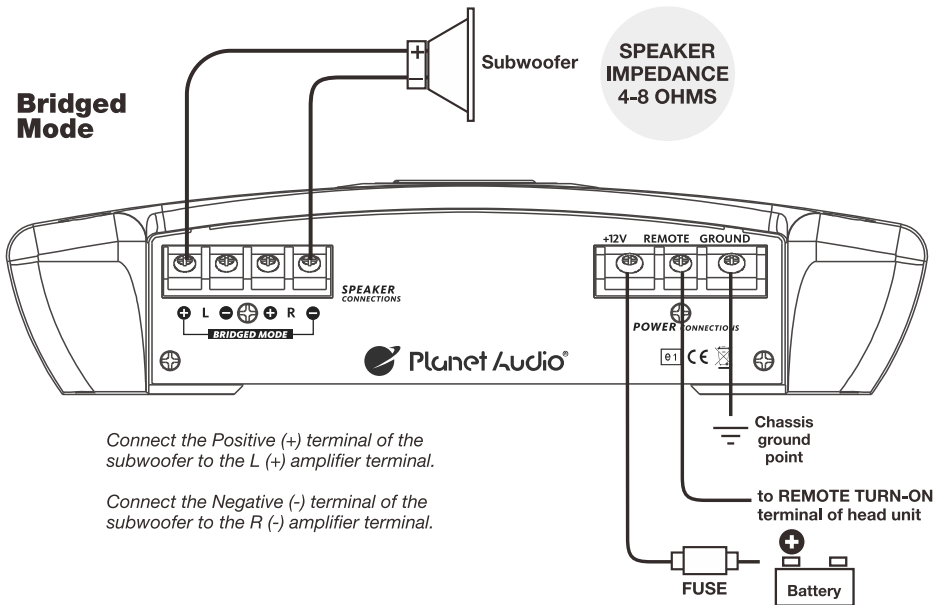 Subwoofer
SPEAKER
IMPEDANCE
4-8 OHMS
Bridged
Mode
+
−
+12V REMOTE GROUND
SPEAKER
CONNECTIONS
+ L − + R −
BRIDGED MODE
POWER CONNECTIONS
e1 CE
Planet Audio®
Connect the Positive (+) terminal of the
subwoofer to the L (+) amplifier terminal.
Connect the Negative (-) terminal of the
subwoofer to the R (-) amplifier terminal.
Chassis
ground
point
to REMOTE TURN-ON
terminal of head unit
+
FUSE
Battery